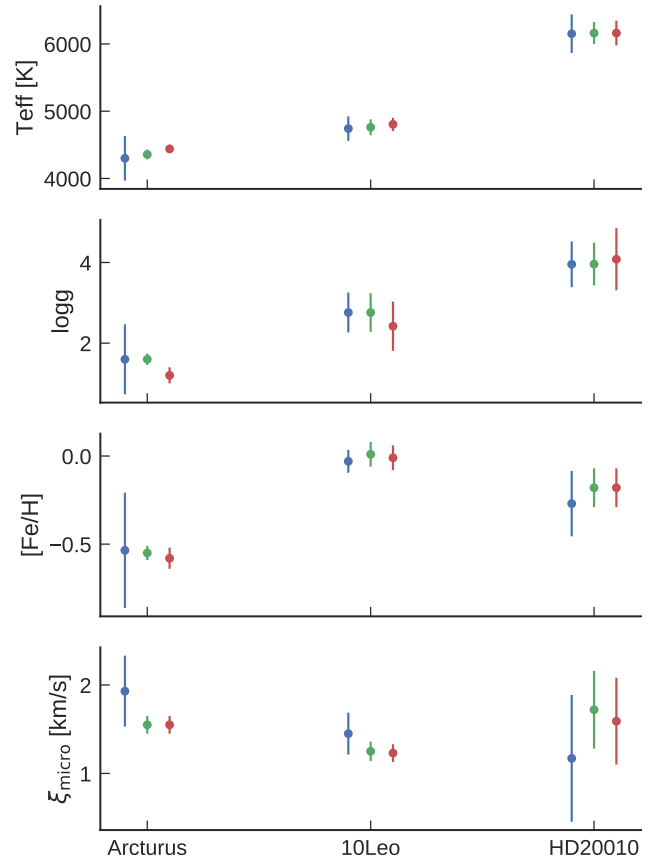 Teff [K]
6000
5000
4000
logg
4
2
[Fe/H]
0.0
−0.5
ξmicro [km/s]
2
1
Arcturus 10Leo HD20010